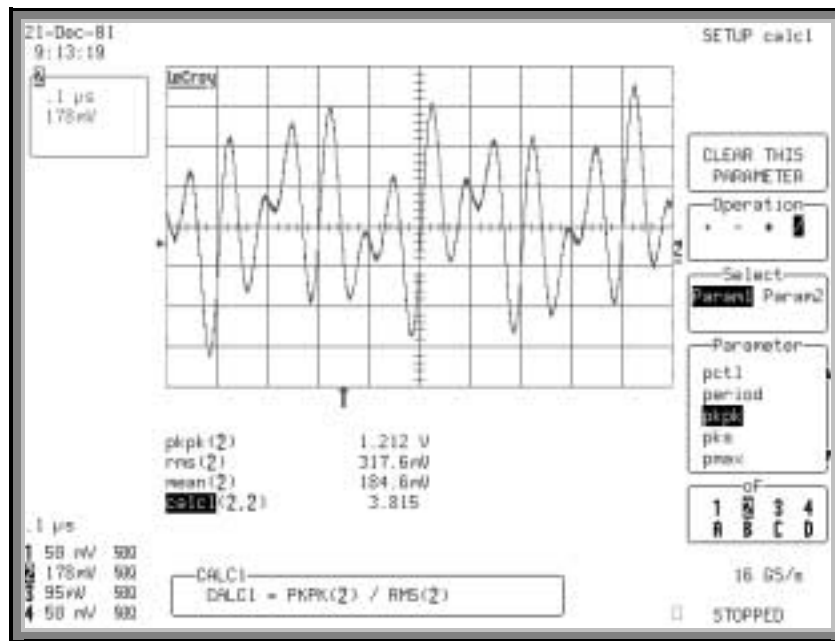 21-Dec-81
9:13:19
SETUP calc1
2
.1 µs
178mV
LeCroy
CLEAR THIS
PARAMETER
Operation
- /
Select
Param1 Param2
Parameter
pctl
period
pkpk
pks
pmax
of
1 2 3 4
A B C D
pkpk(2) 1.212 V
rms(2) 317.6mV
mean(2) 184.6mV
calc1(2,2) 3.815
.1 µs
1 50 mV 50Ω
2 178mV 50Ω
3 95mV 50Ω
4 50 mV 50Ω
CALC1
CALC1 = PKPK(2) / RMS(2)
16 GS/s
STOPPED